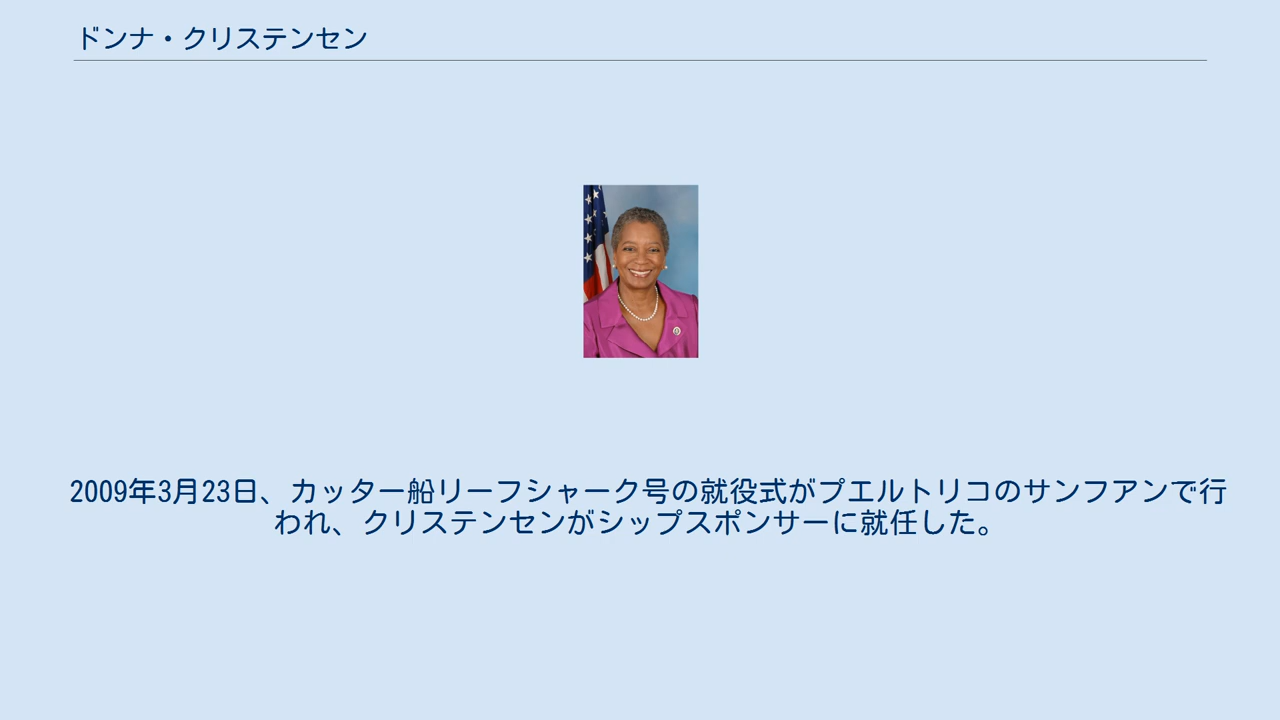 ドンナ・クリステンセン
2009年3月23日、カッター船リーフシャーク号の就役式がプエルトリコのサンフアンで行
われ、クリステンセンがシップスポンサーに就任した。